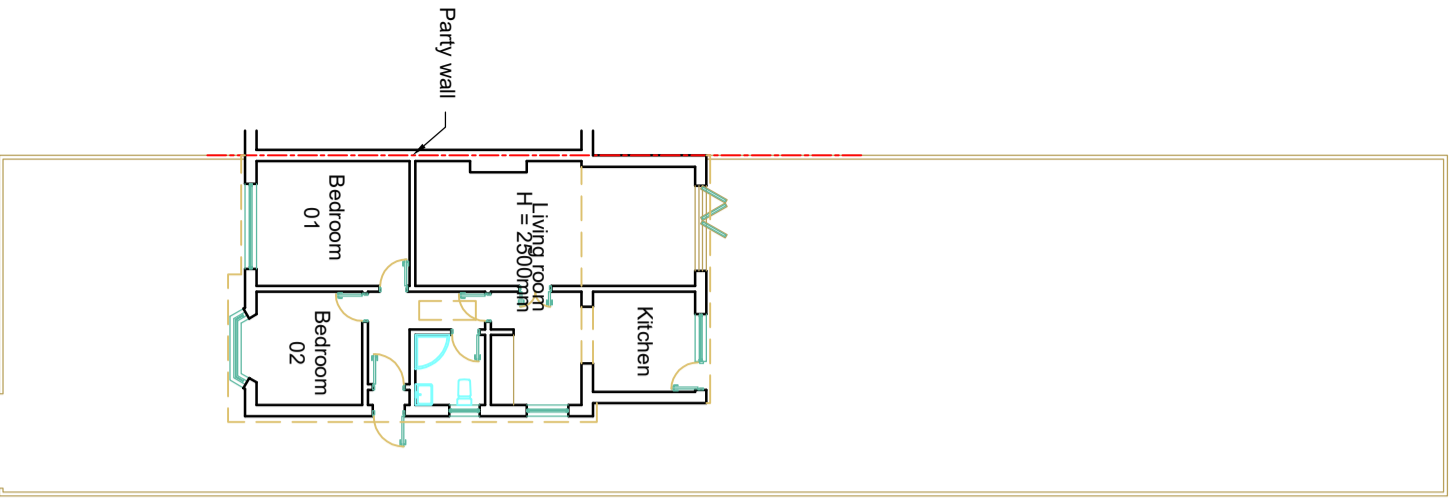 Party wall
Bedroom
01
Living room
H = 2500mm
Bedroom
02
Kitchen